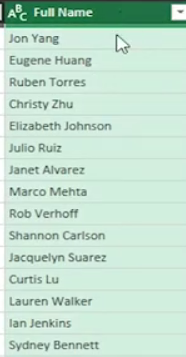 ABC Full Name
Jon Yang
Eugene Huang
Ruben Torres
Christy Zhu
Elizabeth Johnson
Julio Ruiz
Janet Alvarez
Marco Mehta
Rob Verhoff
Shannon Carlson
Jacquelyn Suarez
Curtis Lu
Lauren Walker
Ian Jenkins
Sydney Bennett